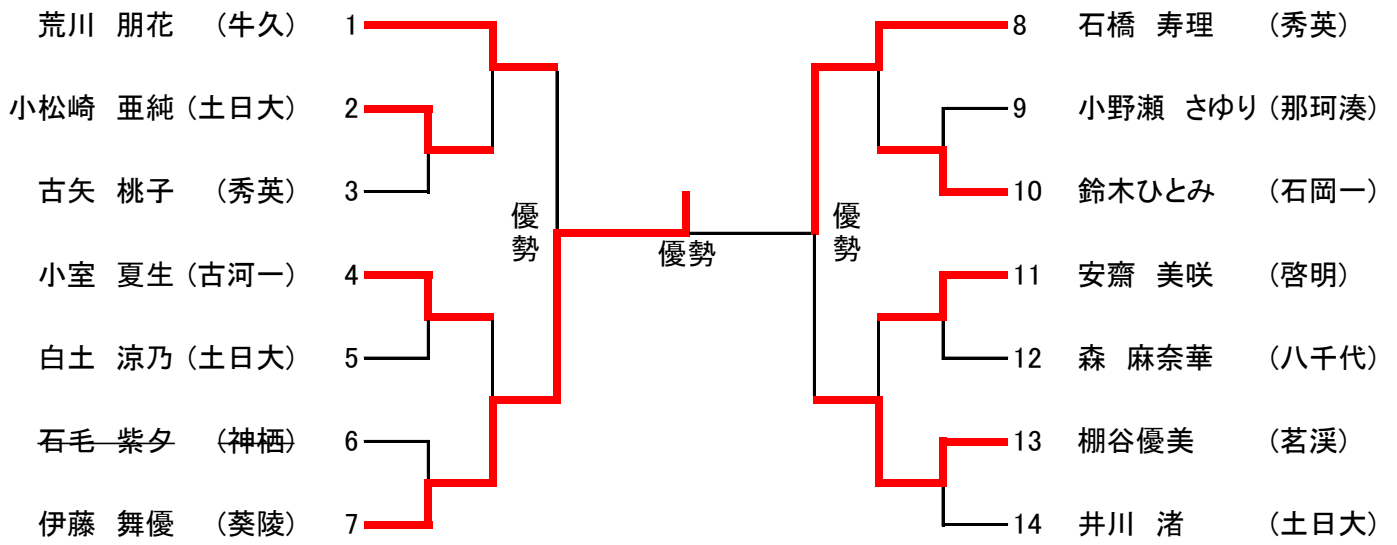 荒川 朋花 (牛久) 1
小松崎 亜純 (土日大) 2
古矢 桃子 (秀英) 3
小室 夏生 (古河一) 4
白土 涼乃 (土日大) 5
石毛 紫夕 (神栖) 6
伊藤 舞優 (葵陵) 7
優勢
優勢
優勢
8 石橋 寿理 (秀英)
9 小野瀬 さゆり (那珂湊)
10 鈴木ひとみ (石岡一)
11 安齋 美咲 (啓明)
12 森 麻奈華 (八千代)
13 棚谷優美 (茗渓)
14 井川 渚 (土日大)